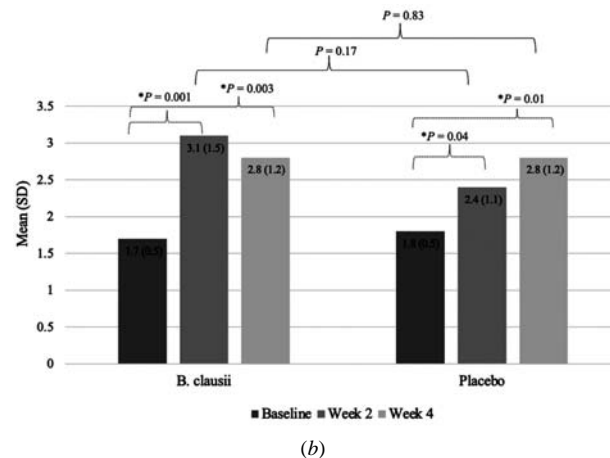 P = 0.83
P = 0.17
*P = 0.003
*P = 0.001
*P = 0.01
*P = 0.04
3.5
3
2.5
2
1.5
1
0.5
0
Mean (SD)
1.7 (0.5)
3.1 (1.5)
2.8 (1.2)
1.8 (0.5)
2.4 (1.1)
2.8 (1.2)
B. clausii
Placebo
Baseline Week 2 Week 4
(b)